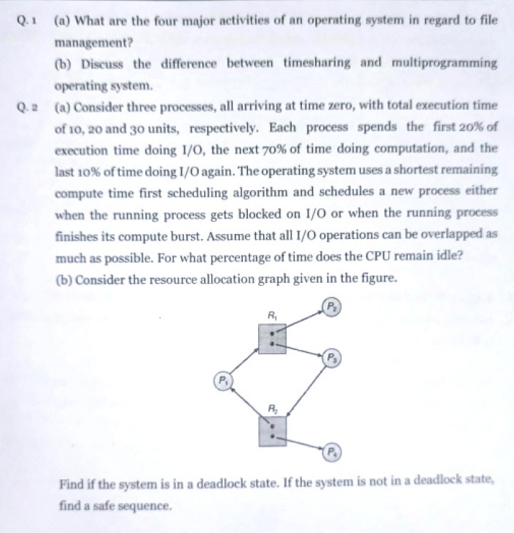 Q. 1 (a) What are the four major activities of an operating system in regard to file
management?
(b) Discuss the difference between timesharing and multiprogramming
operating system.
Q. 2 (a) Consider three processes, all arriving at time zero, with total execution time
of 10, 20 and 30 units, respectively. Each process spends the first 20% of
execution time doing I/O, the next 70% of time doing computation, and the
last 10% of time doing I/O again. The operating system uses a shortest remaining
compute time first scheduling algorithm and schedules a new process either
when the running process gets blocked on I/O or when the running process
finishes its compute burst. Assume that all I/O operations can be overlapped as
much as possible. For what percentage of time does the CPU remain idle?
(b) Consider the resource allocation graph given in the figure.
P₂
R₁
P₃
P₁
R₂
P₄
Find if the system is in a deadlock state. If the system is not in a deadlock state,
find a safe sequence.